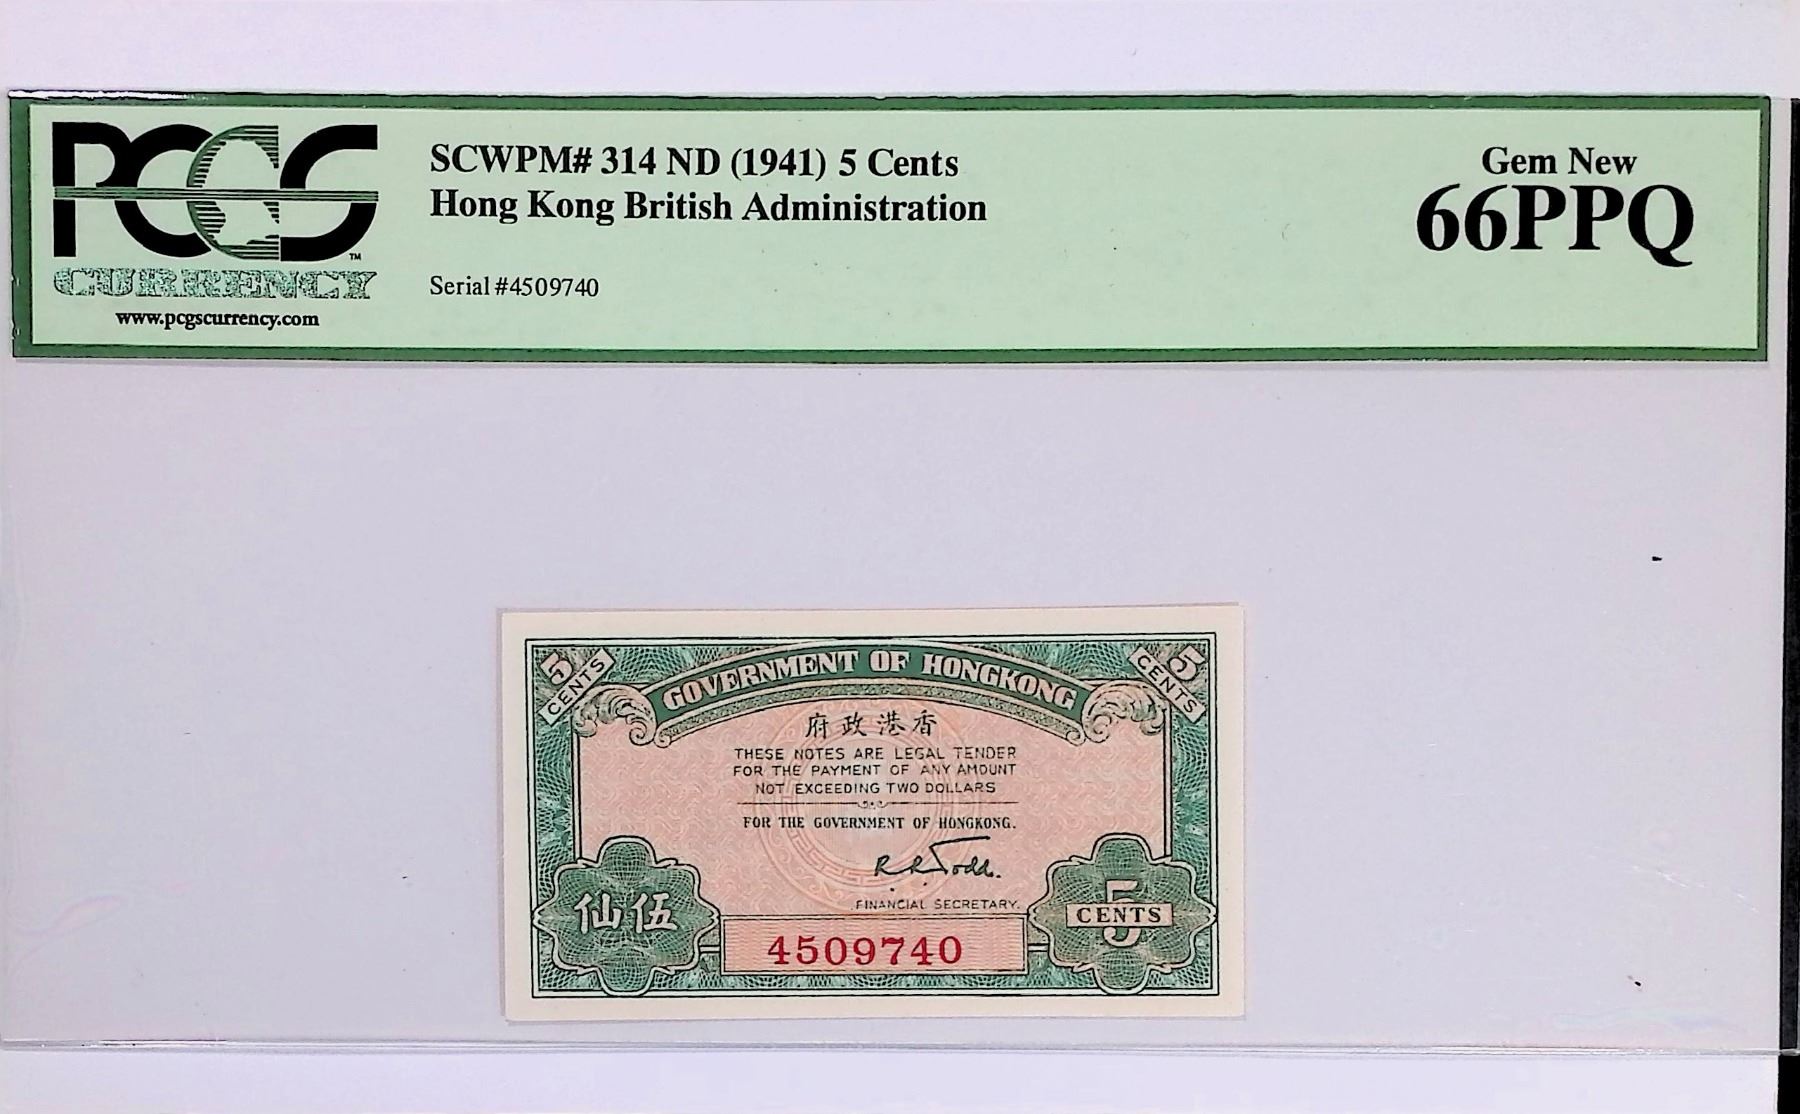 PCGS
TM
CURRENCY
www.pcgscurrency.com
SCWPM# 314 ND (1941) 5 Cents
Hong Kong British Administration
Serial #4509740
Gem New
66PPQ
5
CENTS
GOVERNMENT OF HONGKONG
5
CENTS
府政港香
THESE NOTES ARE LEGAL TENDER
FOR THE PAYMENT OF ANY AMOUNT
NOT EXCEEDING TWO DOLLARS
FOR THE GOVERNMENT OF HONGKONG.
R.R. Todd.
FINANCIAL SECRETARY.
仙伍
5
CENTS
4509740